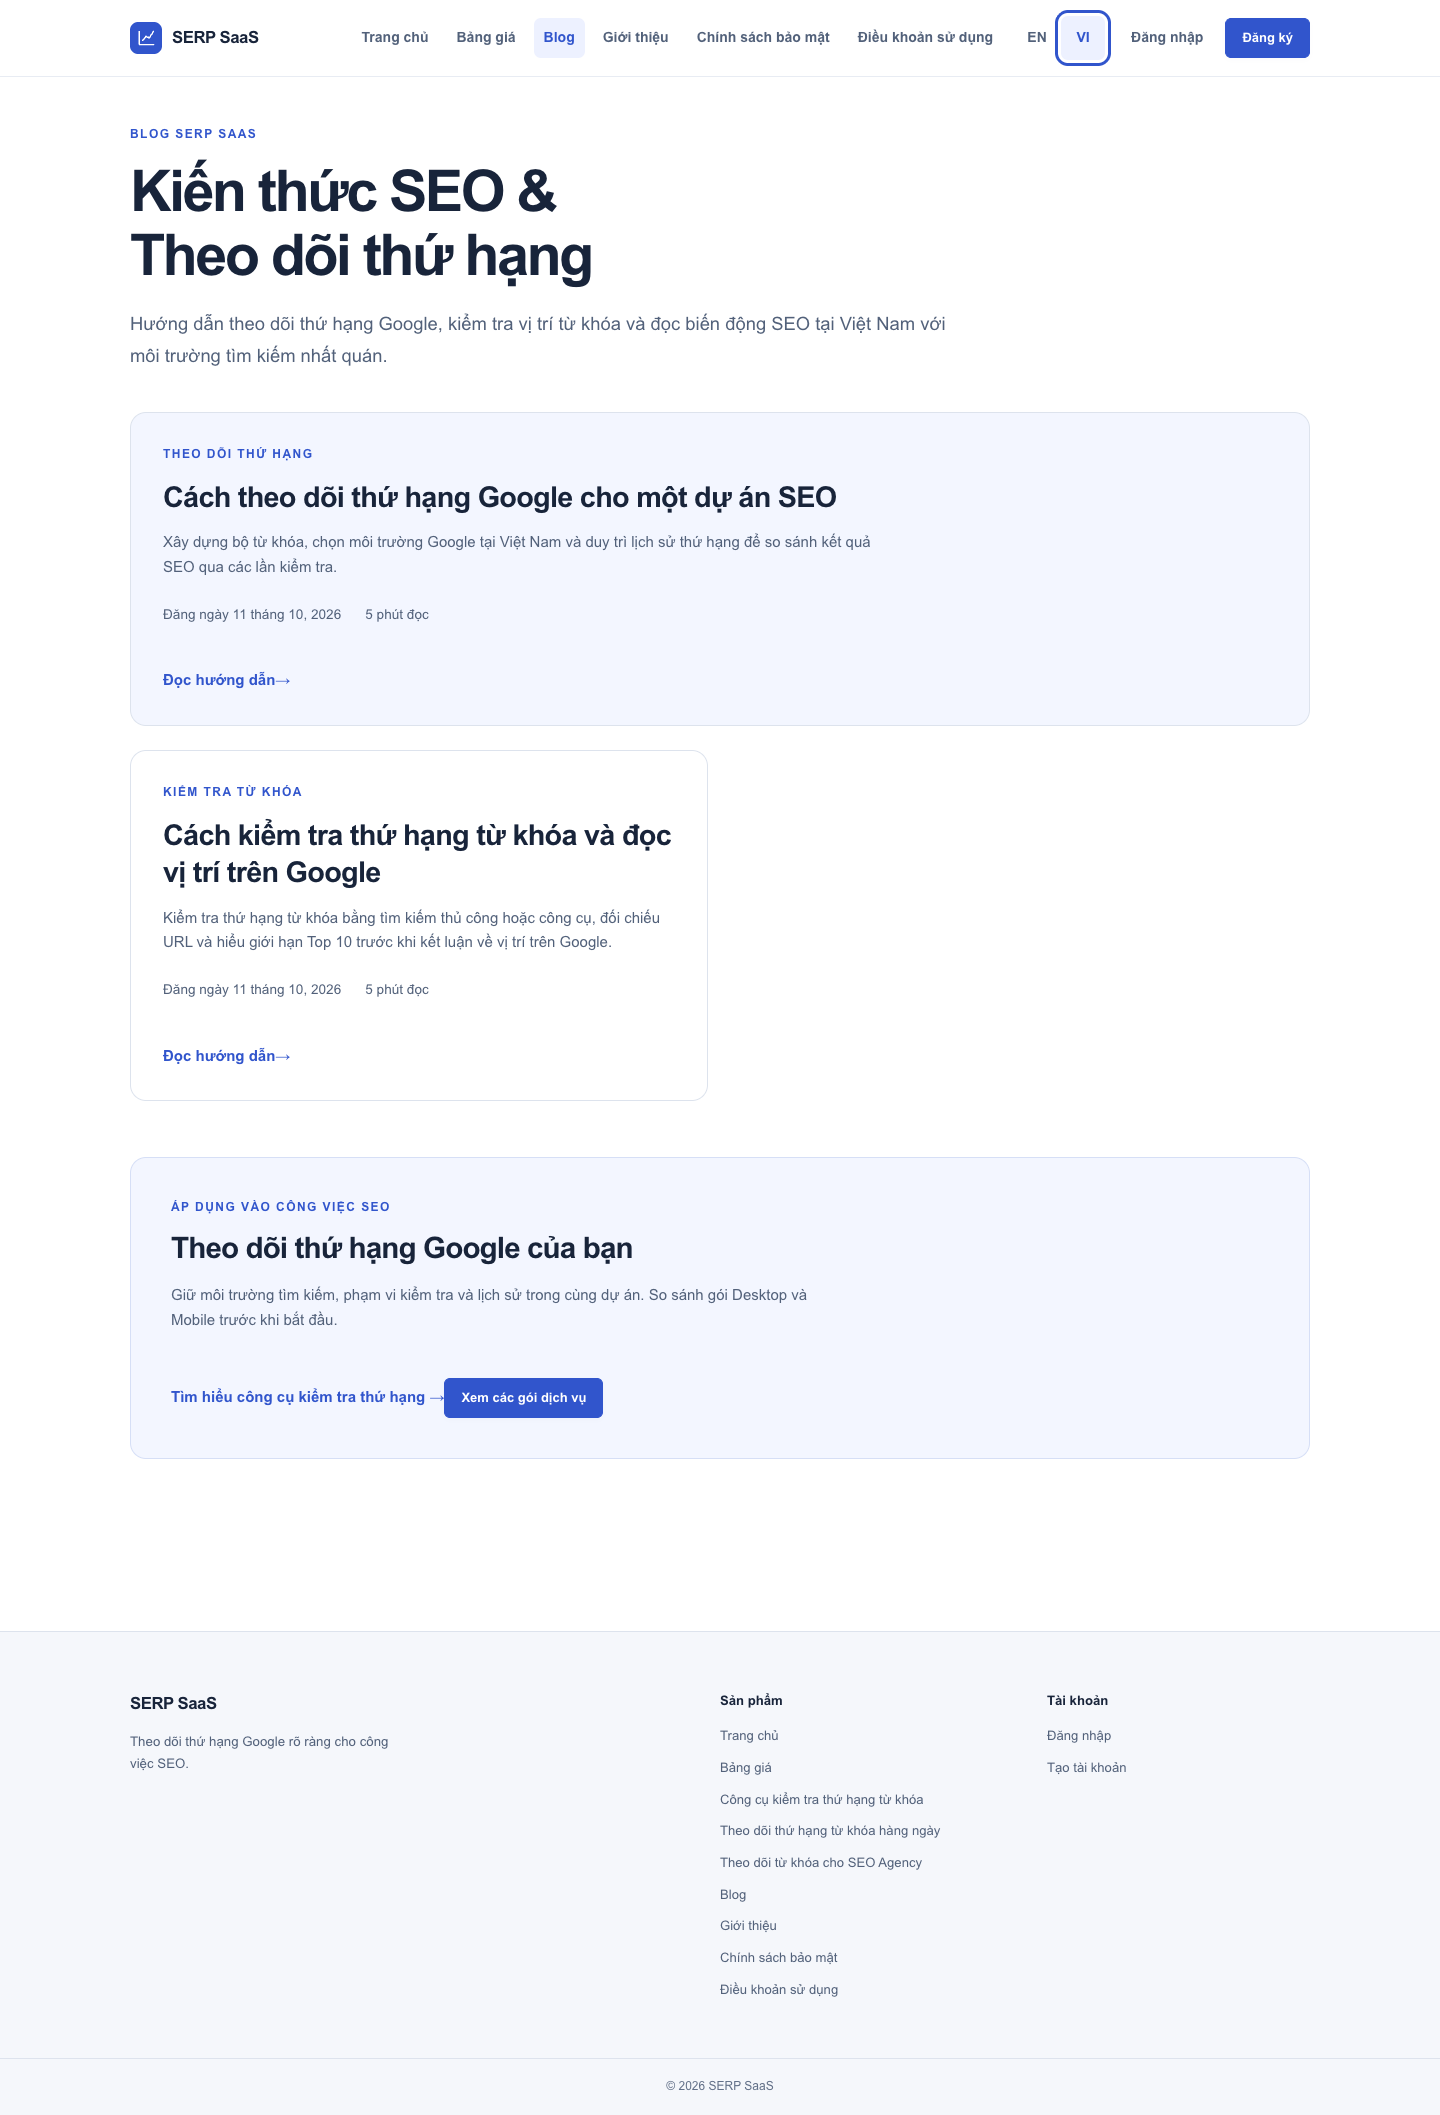 SERP SaaS
Trang chủ
Bảng giá
Blog
Giới thiệu
Chính sách bảo mật
Điều khoản sử dụng
EN
VI
Đăng nhập
Đăng ký
BLOG SERP SAAS
Kiến thức SEO &
Theo dõi thứ hạng
Hướng dẫn theo dõi thứ hạng Google, kiểm tra vị trí từ khóa và đọc biến động SEO tại Việt Nam với
môi trường tìm kiếm nhất quán.
THEO DÕI THỨ HẠNG
Cách theo dõi thứ hạng Google cho một dự án SEO
Xây dựng bộ từ khóa, chọn môi trường Google tại Việt Nam và duy trì lịch sử thứ hạng để so sánh kết quả
SEO qua các lần kiểm tra.
Đăng ngày 11 tháng 10, 2026 5 phút đọc
Đọc hướng dẫn→
KIỂM TRA TỪ KHÓA
Cách kiểm tra thứ hạng từ khóa và đọc
vị trí trên Google
Kiểm tra thứ hạng từ khóa bằng tìm kiếm thủ công hoặc công cụ, đối chiếu
URL và hiểu giới hạn Top 10 trước khi kết luận về vị trí trên Google.
Đăng ngày 11 tháng 10, 2026 5 phút đọc
Đọc hướng dẫn→
ÁP DỤNG VÀO CÔNG VIỆC SEO
Theo dõi thứ hạng Google của bạn
Giữ môi trường tìm kiếm, phạm vi kiểm tra và lịch sử trong cùng dự án. So sánh gói Desktop và
Mobile trước khi bắt đầu.
Tìm hiểu công cụ kiểm tra thứ hạng →
Xem các gói dịch vụ
SERP SaaS
Theo dõi thứ hạng Google rõ ràng cho công
việc SEO.
Sản phẩm
Trang chủ
Bảng giá
Công cụ kiểm tra thứ hạng từ khóa
Theo dõi thứ hạng từ khóa hàng ngày
Theo dõi từ khóa cho SEO Agency
Blog
Giới thiệu
Chính sách bảo mật
Điều khoản sử dụng
Tài khoản
Đăng nhập
Tạo tài khoản
© 2026 SERP SaaS